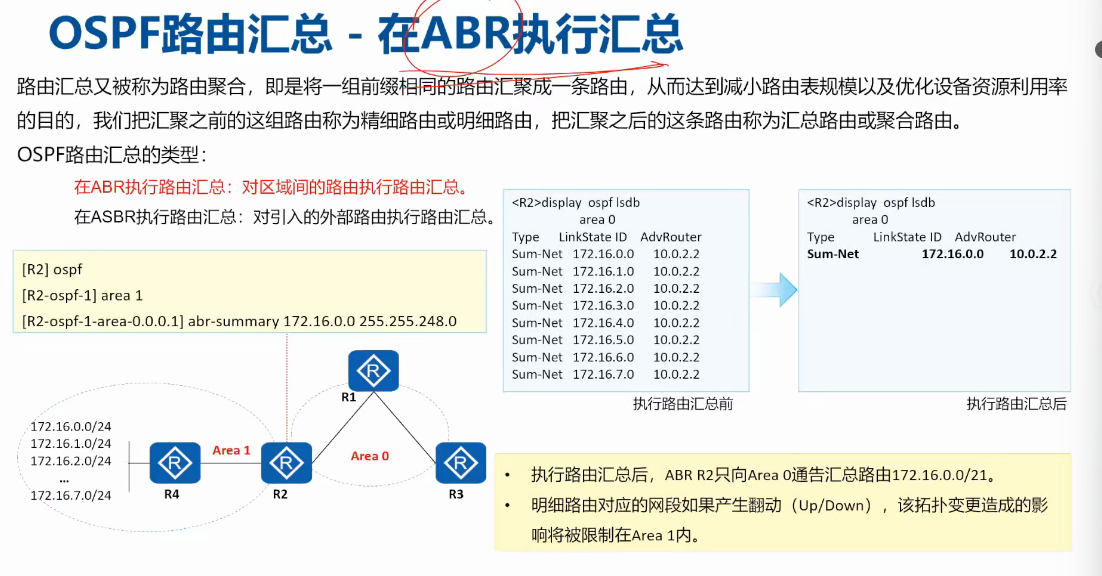 OSPF路由汇总 - 在ABR执行汇总
路由汇总又被称为路由聚合，即是将一组前缀相同的路由汇聚成一条路由，从而达到减小路由表规模以及优化设备资源利用率
的目的，我们把汇聚之前的这组路由称为精细路由或明细路由，把汇聚之后的这条路由称为汇总路由或聚合路由。
OSPF路由汇总的类型：
在ABR执行路由汇总：对区域间的路由执行路由汇总。
在ASBR执行路由汇总：对引入的外部路由执行路由汇总。
[R2] ospf
[R2-ospf-1] area 1
[R2-ospf-1-area-0.0.0.1] abr-summary 172.16.0.0 255.255.248.0
<R2>display ospf lsdb
area 0
Type LinkState ID AdvRouter
Sum-Net 172.16.0.0 10.0.2.2
Sum-Net 172.16.1.0 10.0.2.2
Sum-Net 172.16.2.0 10.0.2.2
Sum-Net 172.16.3.0 10.0.2.2
Sum-Net 172.16.4.0 10.0.2.2
Sum-Net 172.16.5.0 10.0.2.2
Sum-Net 172.16.6.0 10.0.2.2
Sum-Net 172.16.7.0 10.0.2.2
执行路由汇总前
<R2>display ospf lsdb
area 0
Type LinkState ID AdvRouter
Sum-Net 172.16.0.0 10.0.2.2
执行路由汇总后
172.16.0.0/24
172.16.1.0/24
172.16.2.0/24
...
172.16.7.0/24
R
R4
Area 1
R
R2
R
R1
Area 0
R
R3
• 执行路由汇总后，ABR R2只向Area 0通告汇总路由172.16.0.0/21。
• 明细路由对应的网段如果产生翻动（Up/Down），该拓扑变更造成的影
响将被限制在Area 1内。